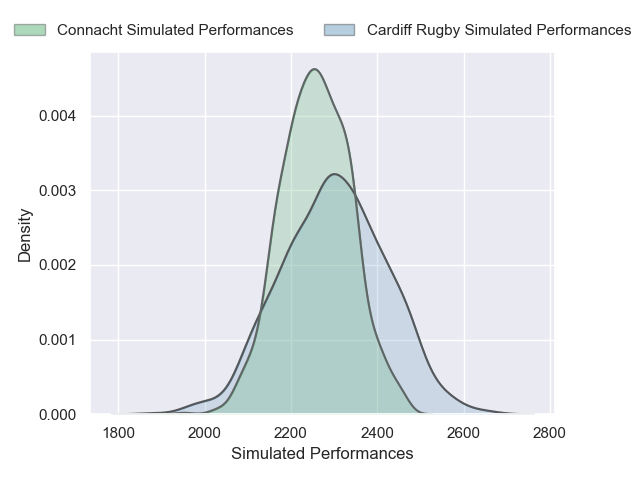 Connacht Simulated Performances Cardiff Rugby Simulated Performances
0.004
0.003
0.002
0.001
0.000
Density
1800 2000 2200 2400 2600 2800
Simulated Performances